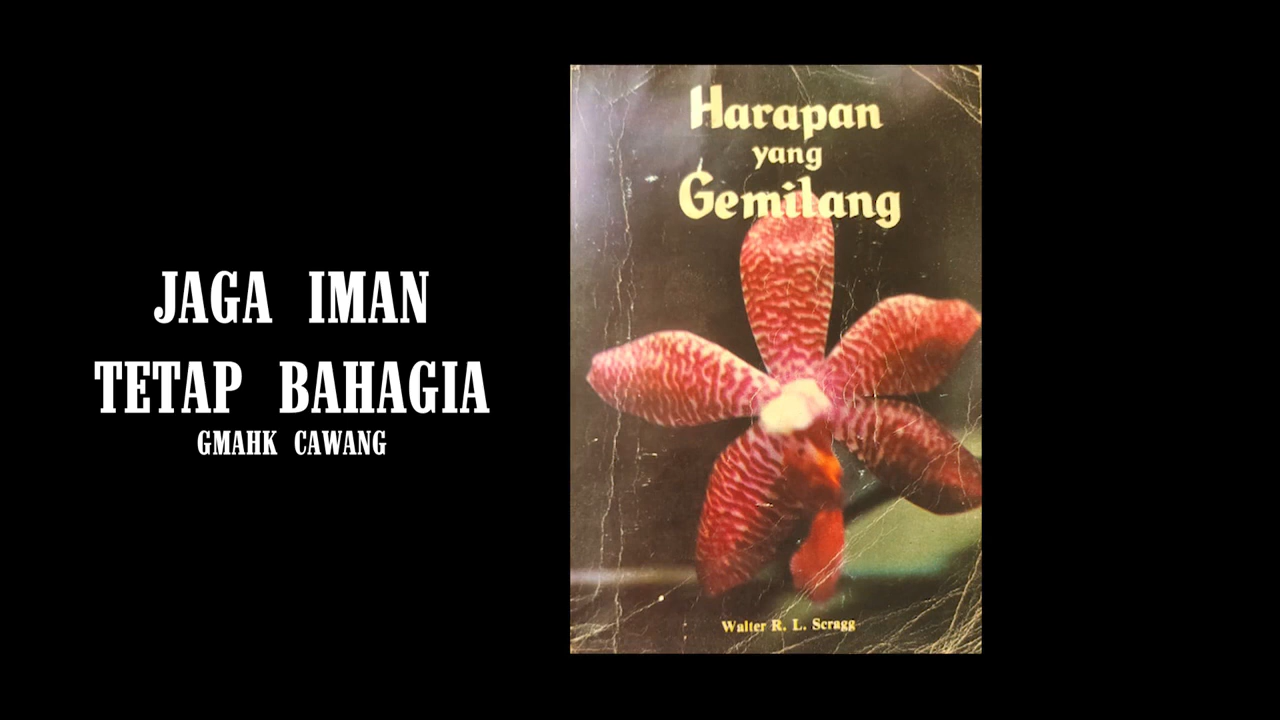 JAGA IMAN
TETAP BAHAGIA
GMAHK CAWANG
Harapan
yang
Gemilang
Walter R. L. Scragg